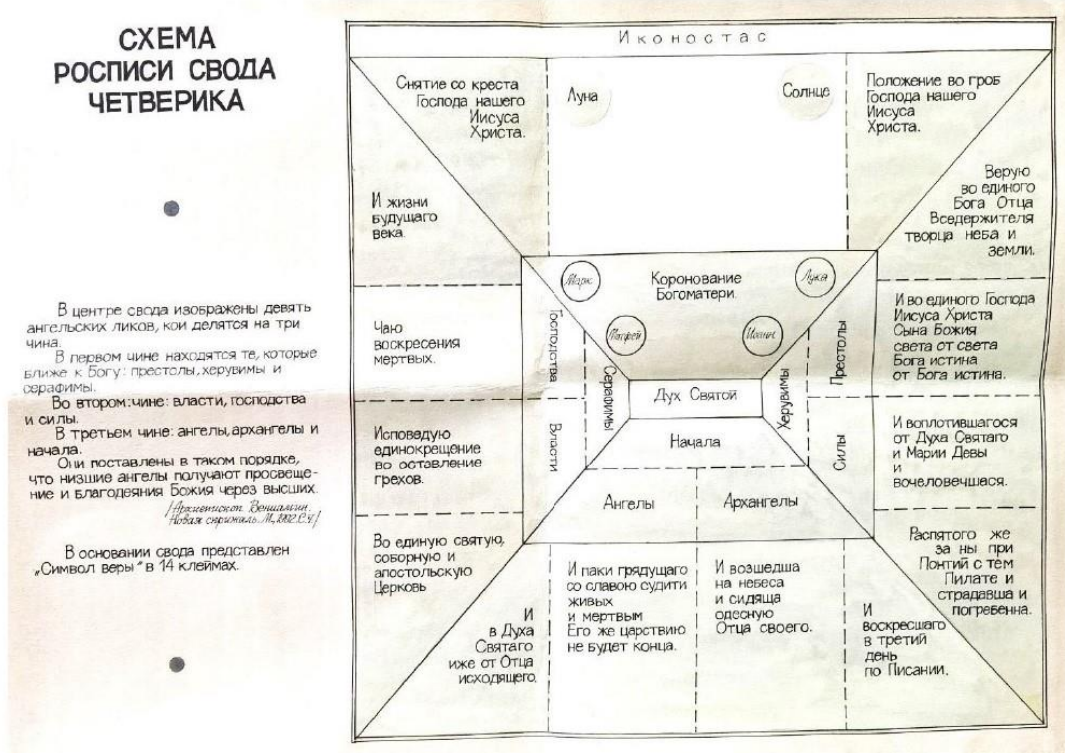 СХЕМА
РОСПИСИ СВОДА
ЧЕТВЕРИКА
В центре свода изображены девять
ангельских ликов, кои делятся на три
чина.
В первом чине находятся те, которые
ближе к Богу: престолы, херувимы и
серафимы.
Во втором чине: власти, господства
и силы.
В третьем чине: ангелы, архангелы и
начала.
Они поставлены в таком порядке,
что низшие ангелы получают просвеще-
ние и благодеяния Божия через высших.
/Архиепископ Вениамин.
Новая скрижаль. М.,
В основании свода представлен
„Символ веры" в 14 клеймах.
Иконостас
Снятие со креста
Господа нашего
Иисуса
Христа.
Луна
Солнце
Положение во гроб
Господа нашего
Иисуса
Христа.
И жизни
будущаго
века.
Верую
во единого
Бога Отца
Вседержителя
творца неба и
земли.
Марк
Коронование
Богоматери.
Лука
Матфей
Иоанн
Чаю
воскресения
мертвых.
Господства
Серафимы
Дух Святой
Херувимы
Престолы
И во единого Господа
Иисуса Христа
Сына Божия
света от света
Бога истина
от Бога истина.
Исповедую
единокрещение
во оставление
грехов.
Власти
Начала
Силы
И воплотившагося
от Духа Святаго
и Марии Девы
и
вочеловечшася.
Ангелы
Архангелы
Во единую святую,
соборную и
апостольскую
Церковь
И
в Духа
Святаго
иже от Отца
исходящего.
И паки грядущаго
со славою судити
живых
и мертвым
Его же царствию
не будет конца.
И возшедша
на небеса
и сидяща
одесную
Отца своего.
И
воскресшаго
в третий
день
по Писании.
Распятого же
за ны при
Понтий с тем
Пилате и
страдавша и
погребенна.